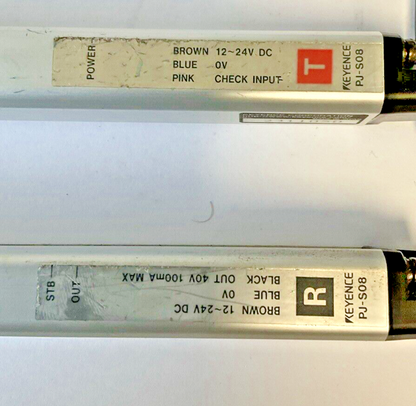 POWER
BROWN 12~24V DC
BLUE 0V
PINK CHECK INPUT
T
KEYENCE
PJ-S08
STB
OUT
BROWN 12~24V DC
BLUE 0V
BLACK OUT 40V 100mA MAX
R
KEYENCE
PJ-S08